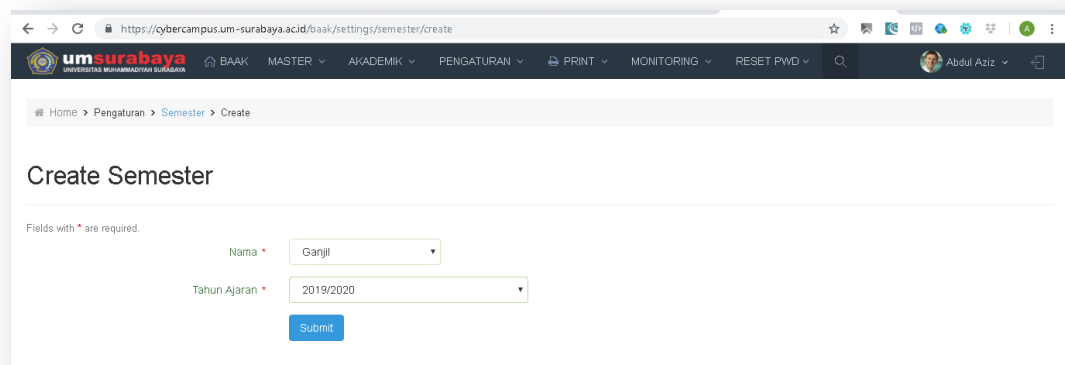 https://cybercampus.um-surabaya.ac.id/baak/settings/semester/create
A
umsurabaya
UNIVERSITAS MUHAMMADIYAH SURABAYA
BAAK MASTER AKADEMIK PENGATURAN PRINT MONITORING RESET PWD Abdul Aziz
Home > Pengaturan > Semester > Create
Create Semester
Fields with * are required.
Nama * Ganjil
Tahun Ajaran * 2019/2020
Submit